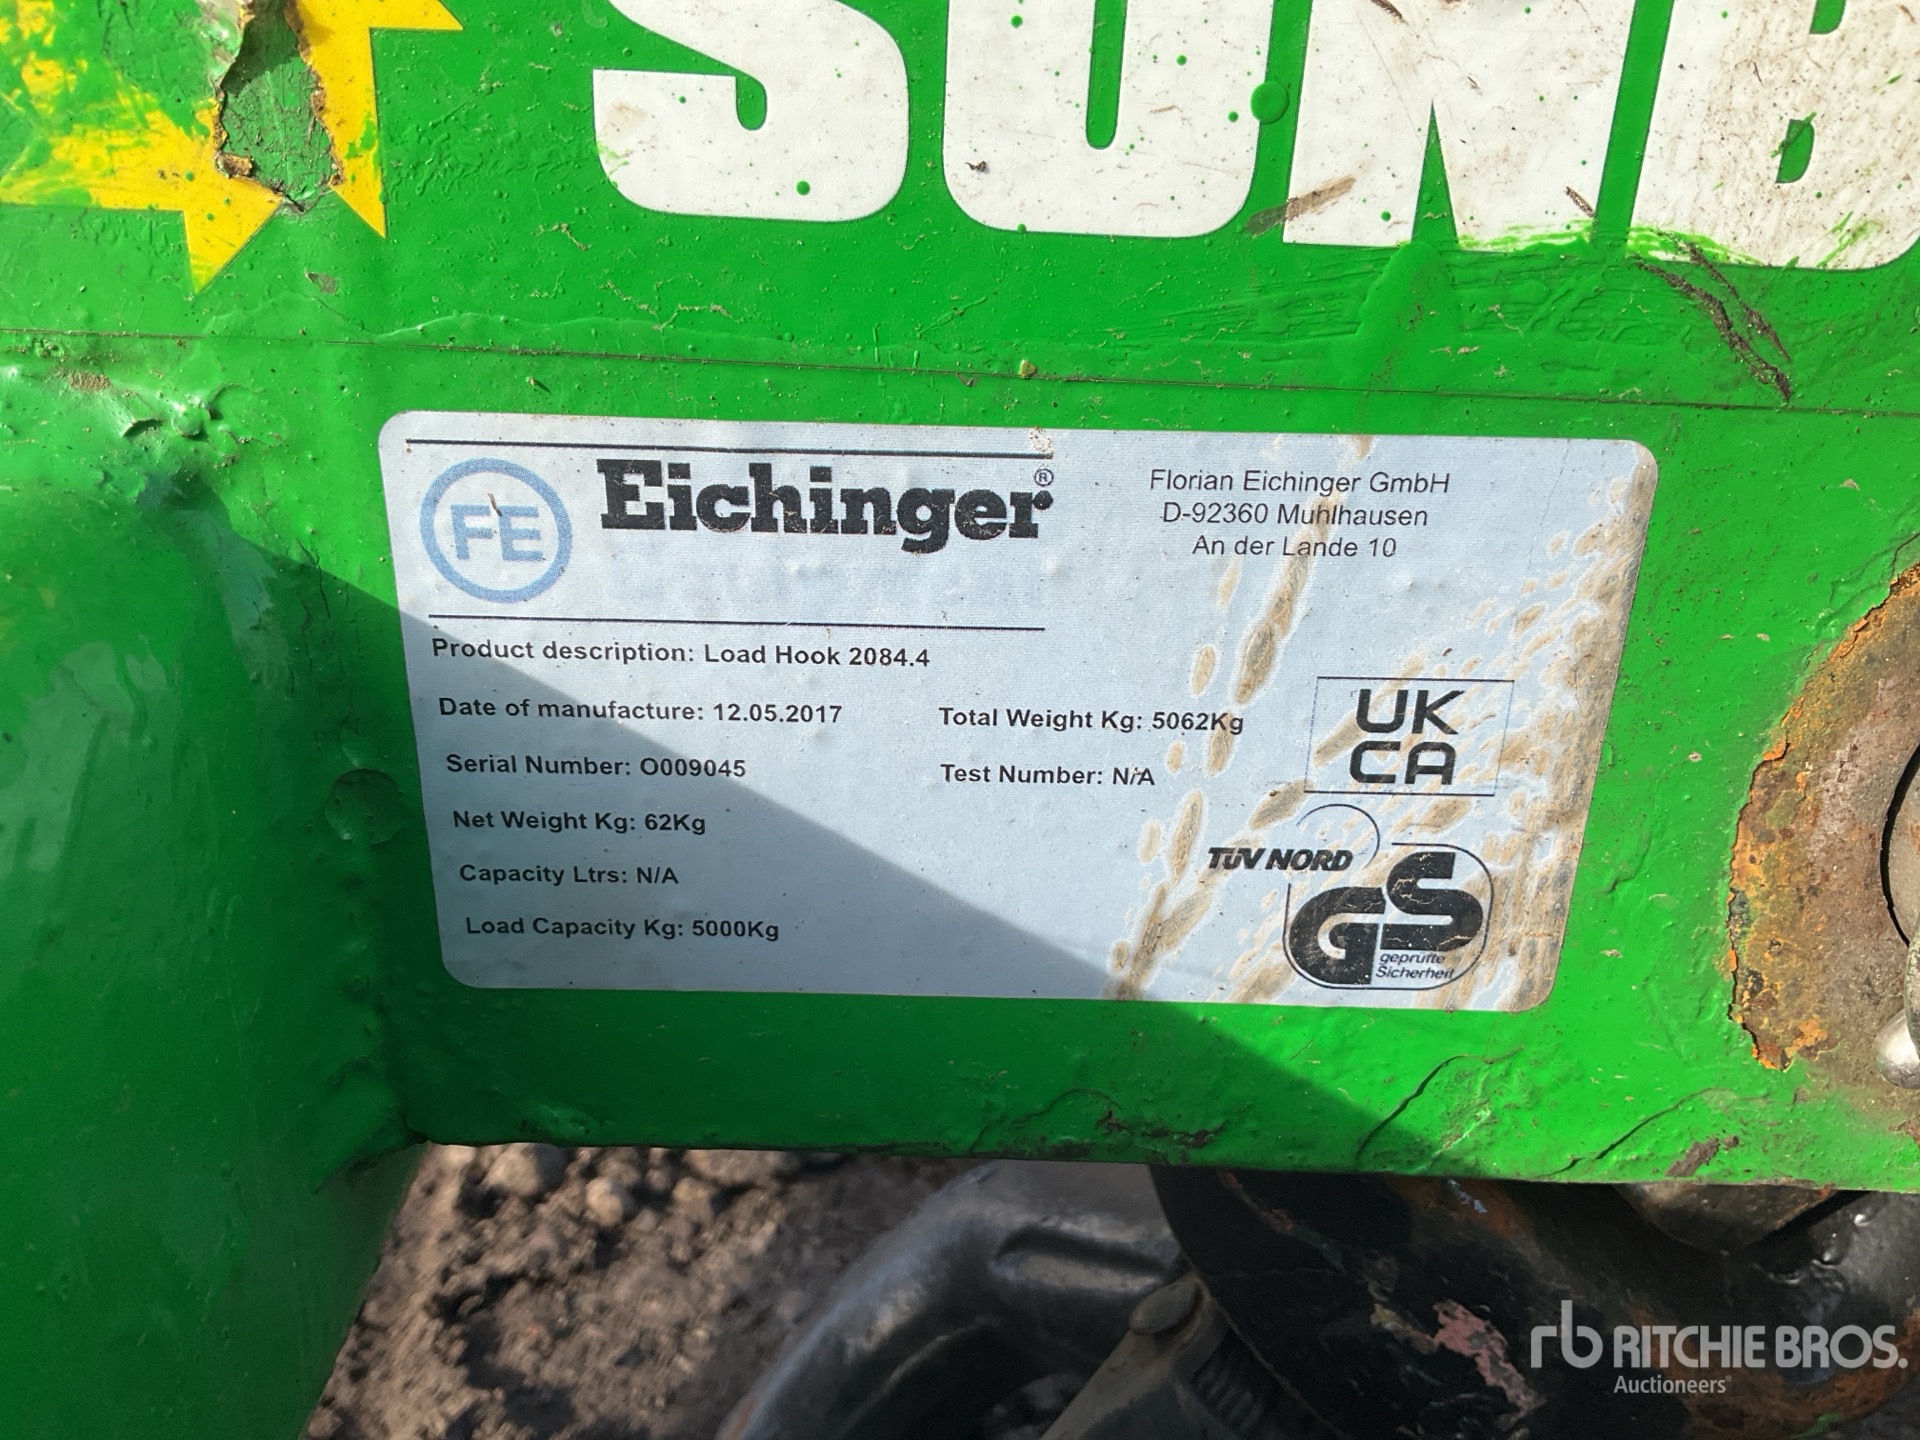 SUNB
FE
Eichinger®
Florian Eichinger GmbH
D-92360 Muhlhausen
An der Lande 10
Product description: Load Hook 2084.4
Date of manufacture: 12.05.2017
Total Weight Kg: 5062Kg
Serial Number: O009045
Test Number: N/A
Net Weight Kg: 62Kg
Capacity Ltrs: N/A
Load Capacity Kg: 5000Kg
UK
CA
TÜV NORD
GS
geprüfte
Sicherheit
rb RITCHIE BROS.
Auctioneers